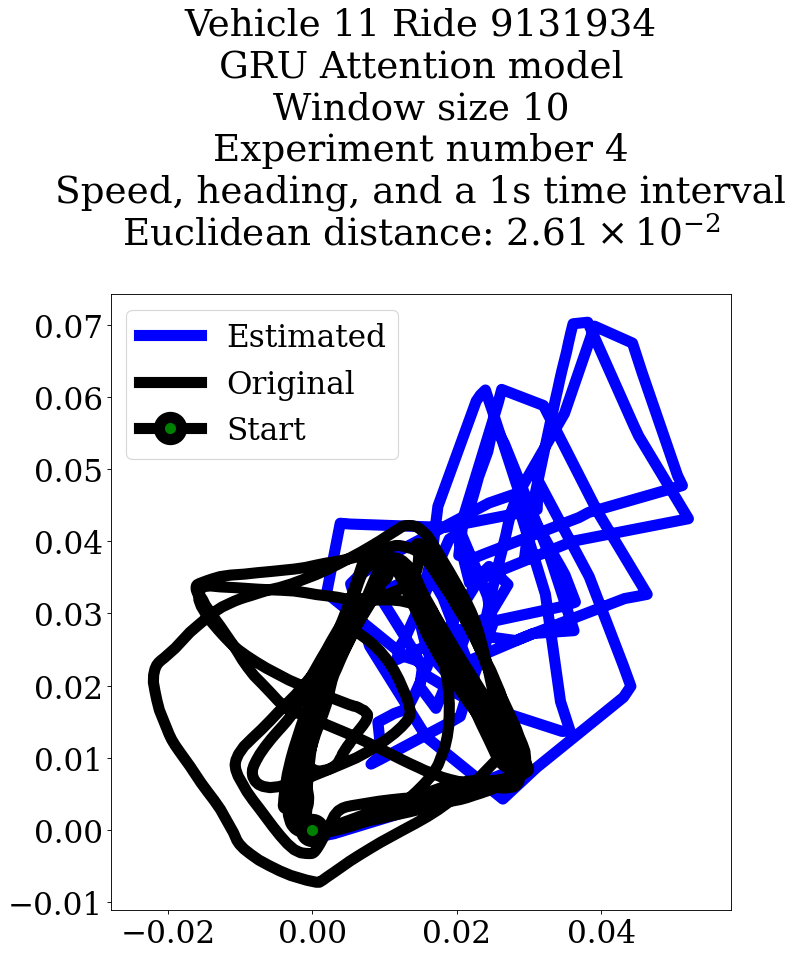 Vehicle 11 Ride 9131934
GRU Attention model
Window size 10
Experiment number 4
Speed, heading, and a 1s time interval
Euclidean distance: 2.61 × 10⁻²
Estimated
Original
Start
0.07
0.06
0.05
0.04
0.03
0.02
0.01
0.00
−0.01
−0.02
0.00
0.02
0.04